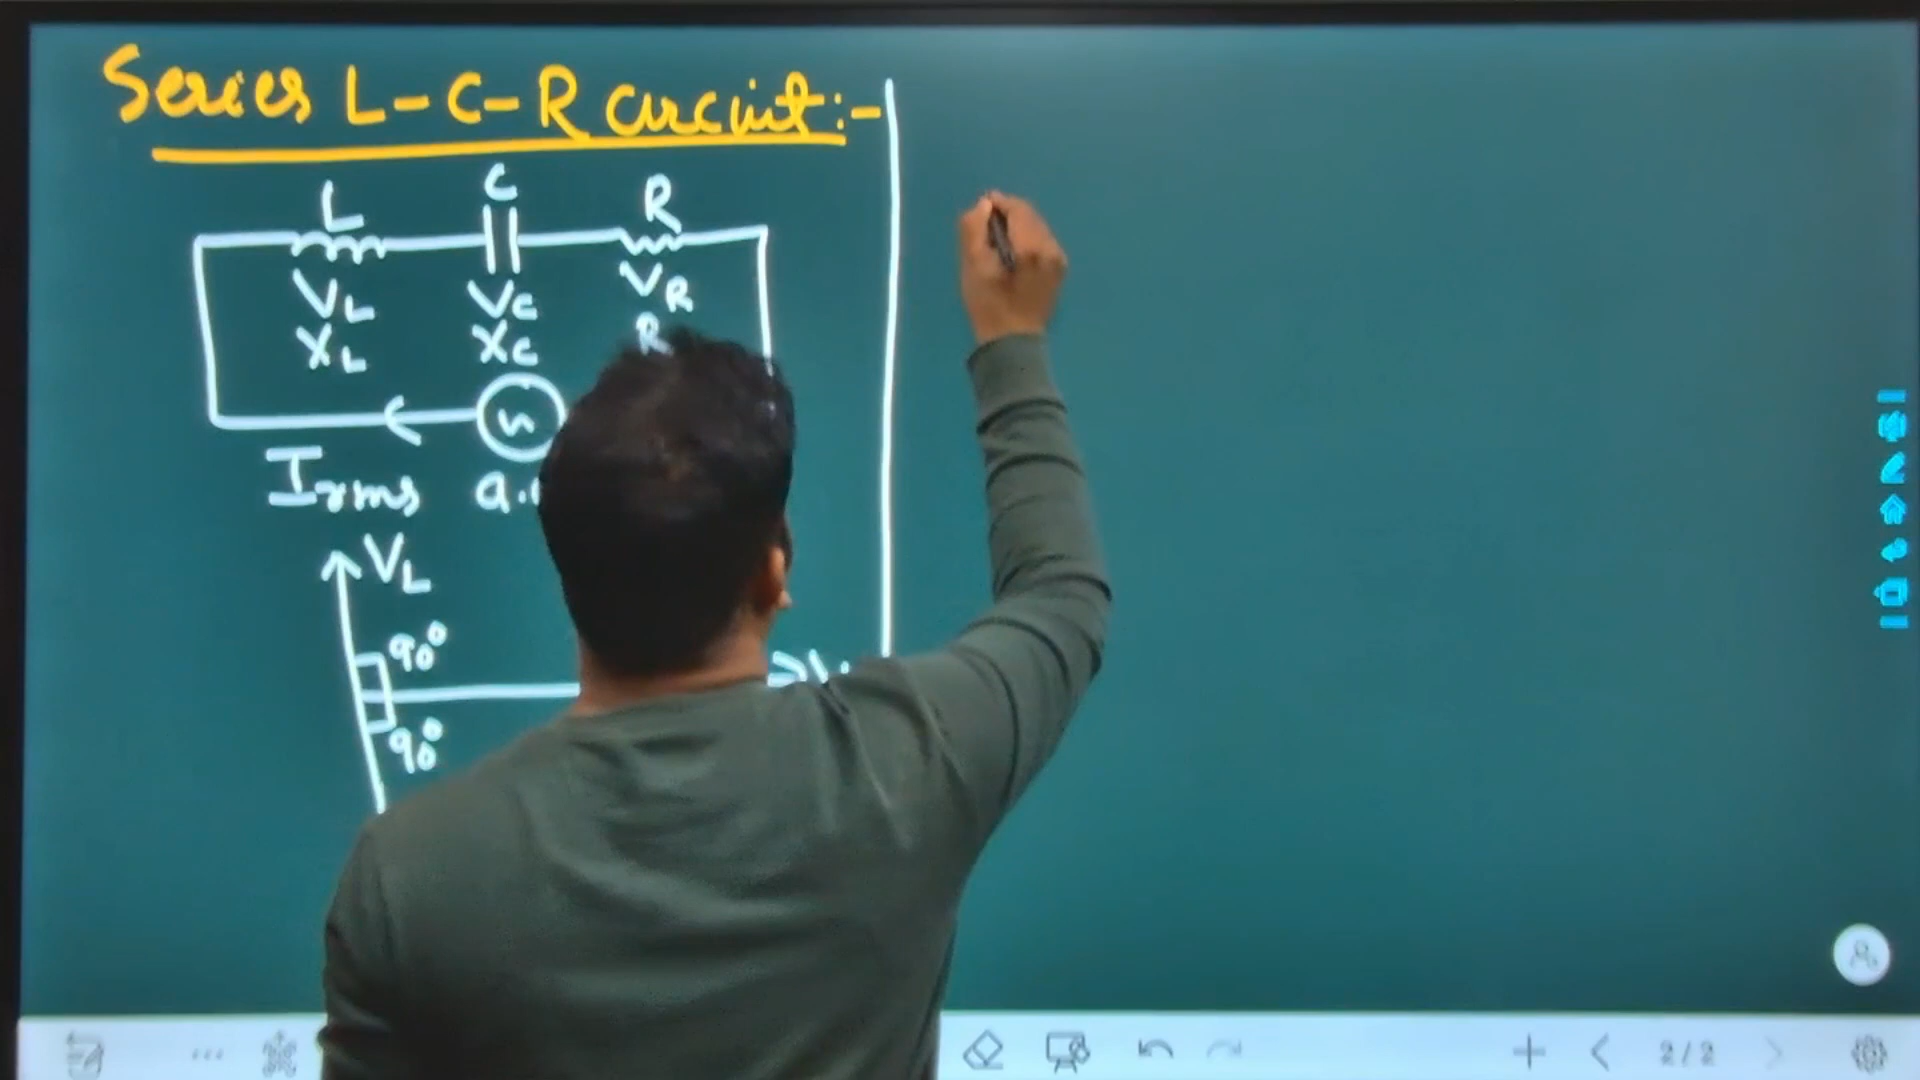 Series L-C-R circuit:-
L C R
VL VC VR
XL XC R
Irms
VL
90°
90°
2/2